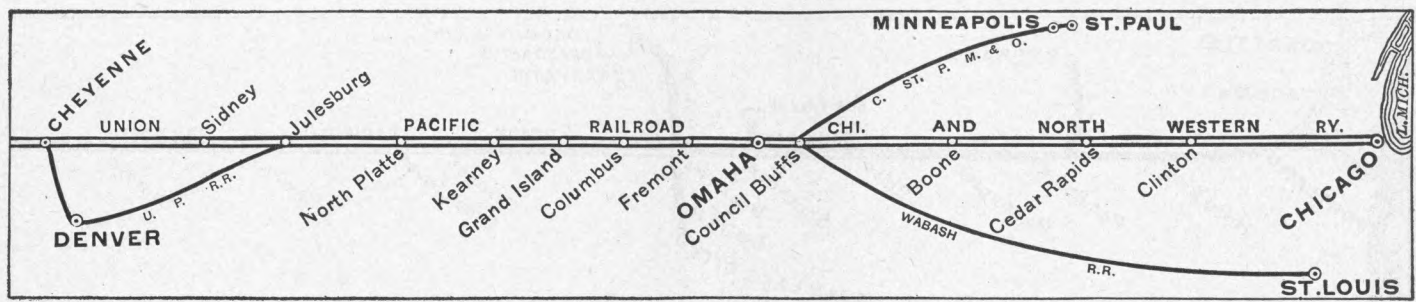 MINNEAPOLIS ST. PAUL
C. ST. P. M. & O.
CHEYENNE
Sidney
Julesburg
L. MICH.
UNION PACIFIC RAILROAD CHI. AND NORTH WESTERN RY.
North Platte
Kearney
Grand Island
Columbus
Fremont
OMAHA
Council Bluffs
Boone
Cedar Rapids
Clinton
CHICAGO
U. P. R.R.
DENVER
WABASH R.R.
ST. LOUIS